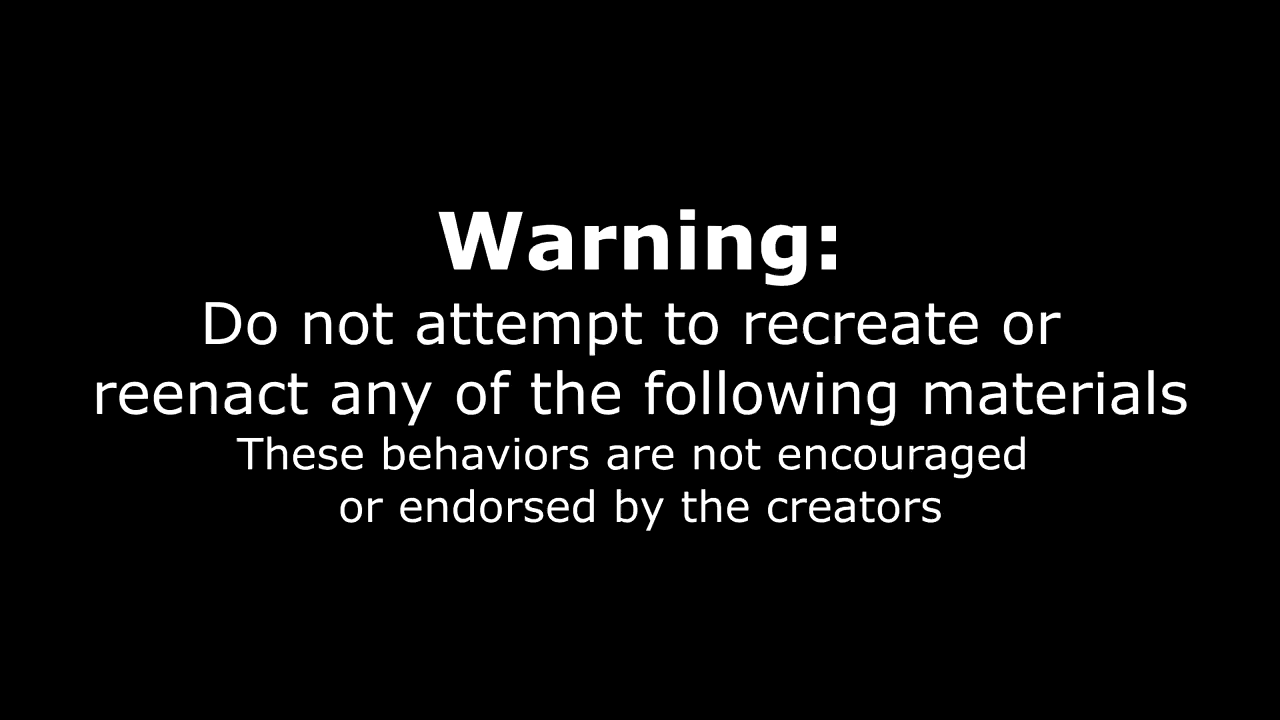 Warning:
Do not attempt to recreate or
reenact any of the following materials
These behaviors are not encouraged
or endorsed by the creators